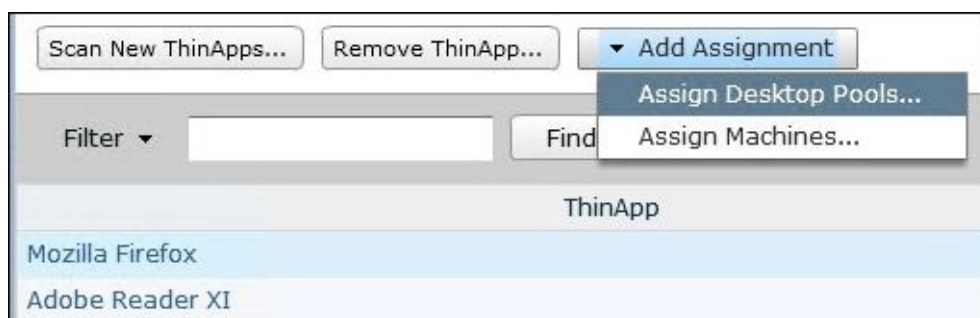 Scan New ThinApps... Remove ThinApp... Add Assignment
Assign Desktop Pools...
Assign Machines...
Filter Find
ThinApp
Mozilla Firefox
Adobe Reader XI